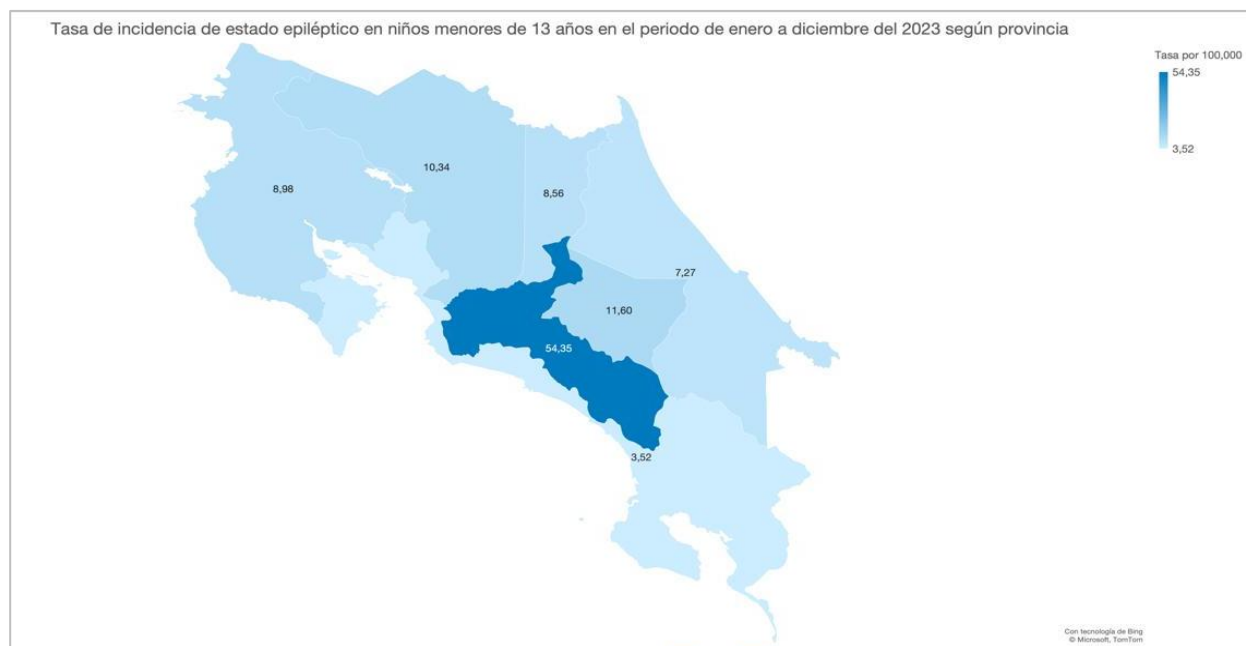 Tasa de incidencia de estado epiléptico en niños menores de 13 años en el periodo de enero a diciembre del 2023 según provincia
Tasa por 100,000
54,35
3,52
10,34
8,98
8,56
7,27
11,60
54,35
3,52
Con tecnología de Bing
© Microsoft, TomTom